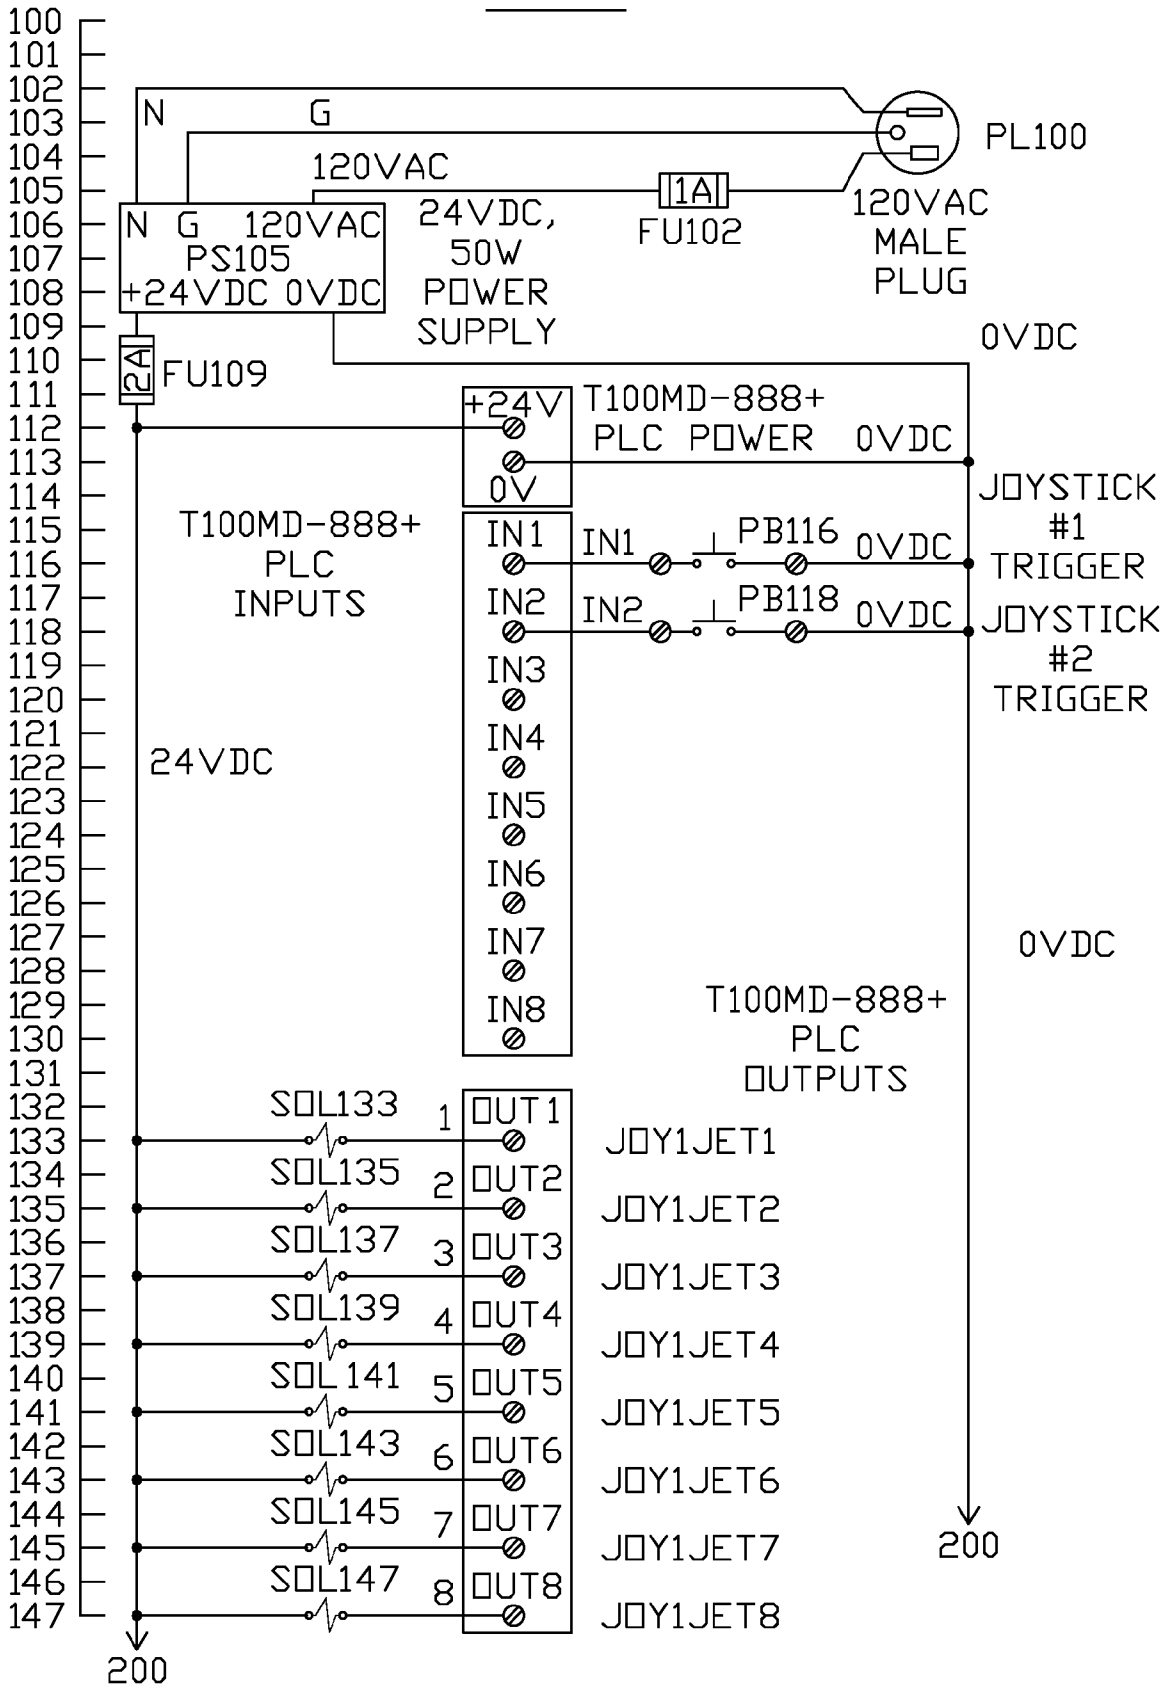 100
101
102
103
104
105
106
107
108
109
110
111
112
113
114
115
116
117
118
119
120
121
122
123
124
125
126
127
128
129
130
131
132
133
134
135
136
137
138
139
140
141
142
143
144
145
146
147
N
G
120VAC
1A
FU102
PL100
120VAC
MALE
PLUG
N G 120VAC
PS105
+24VDC 0VDC
24VDC,
50W
POWER
SUPPLY
2A
FU109
0VDC
+24V
0V
T100MD-888+
PLC POWER
0VDC
T100MD-888+
PLC
INPUTS
IN1
IN1
PB116
0VDC
JOYSTICK
#1
TRIGGER
IN2
IN2
PB118
0VDC
JOYSTICK
#2
TRIGGER
IN3
IN4
IN5
IN6
IN7
IN8
24VDC
0VDC
T100MD-888+
PLC
OUTPUTS
SOL133
1
OUT1
JOY1JET1
SOL135
2
OUT2
JOY1JET2
SOL137
3
OUT3
JOY1JET3
SOL139
4
OUT4
JOY1JET4
SOL141
5
OUT5
JOY1JET5
SOL143
6
OUT6
JOY1JET6
SOL145
7
OUT7
JOY1JET7
SOL147
8
OUT8
JOY1JET8
200
200